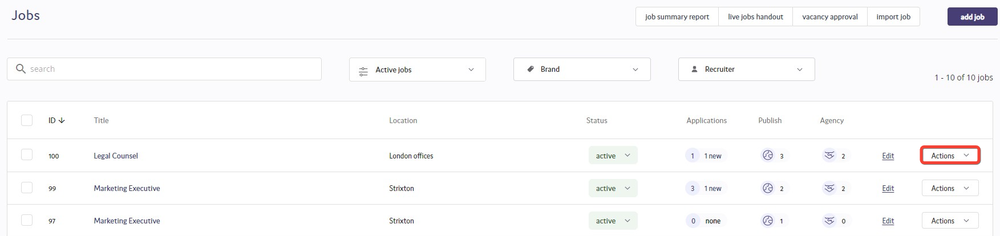 Jobs
job summary report live jobs handout vacancy approval import job add job
search Active jobs Brand Recruiter
1 - 10 of 10 jobs
ID Title Location Status Applications Publish Agency
100 Legal Counsel London offices active 1 1 new 3 2 Edit Actions
99 Marketing Executive Strixton active 3 1 new 2 2 Edit Actions
97 Marketing Executive Strixton active 0 none 1 0 Edit Actions